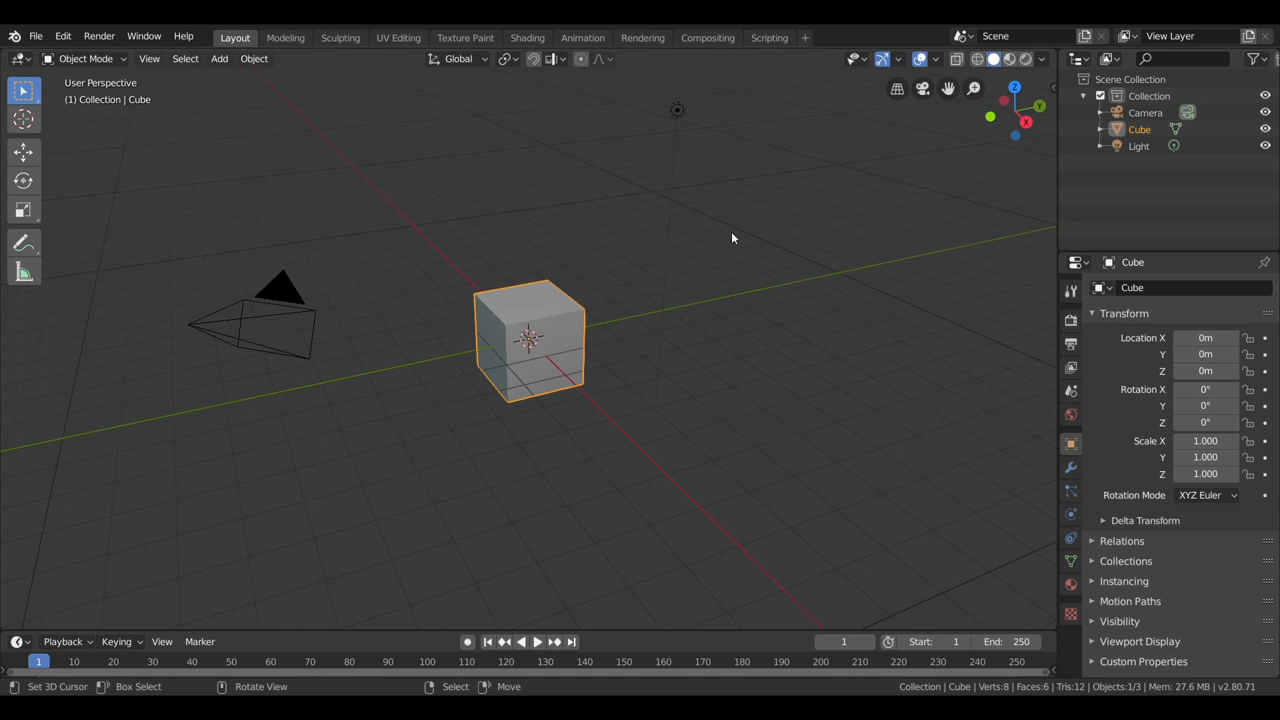 File Edit Render Window Help Layout Modeling Sculpting UV Editing Texture Paint Shading Animation Rendering Compositing Scripting + Scene View Layer
Object Mode View Select Add Object Global
User Perspective
(1) Collection | Cube
Z
Y
X
Scene Collection
Collection
Camera
Cube
Light
Cube
Cube
Transform
Location X 0m
Y 0m
Z 0m
Rotation X 0°
Y 0°
Z 0°
Scale X 1.000
Y 1.000
Z 1.000
Rotation Mode XYZ Euler
Delta Transform
Relations
Collections
Instancing
Motion Paths
Visibility
Viewport Display
Custom Properties
Playback Keying View Marker 1 Start: 1 End: 250
1 10 20 30 40 50 60 70 80 90 100 110 120 130 140 150 160 170 180 190 200 210 220 230 240 250
Set 3D Cursor Box Select Rotate View Select Move Collection | Cube | Verts:8 | Faces:6 | Tris:12 | Objects:1/3 | Mem: 27.6 MB | v2.80.71